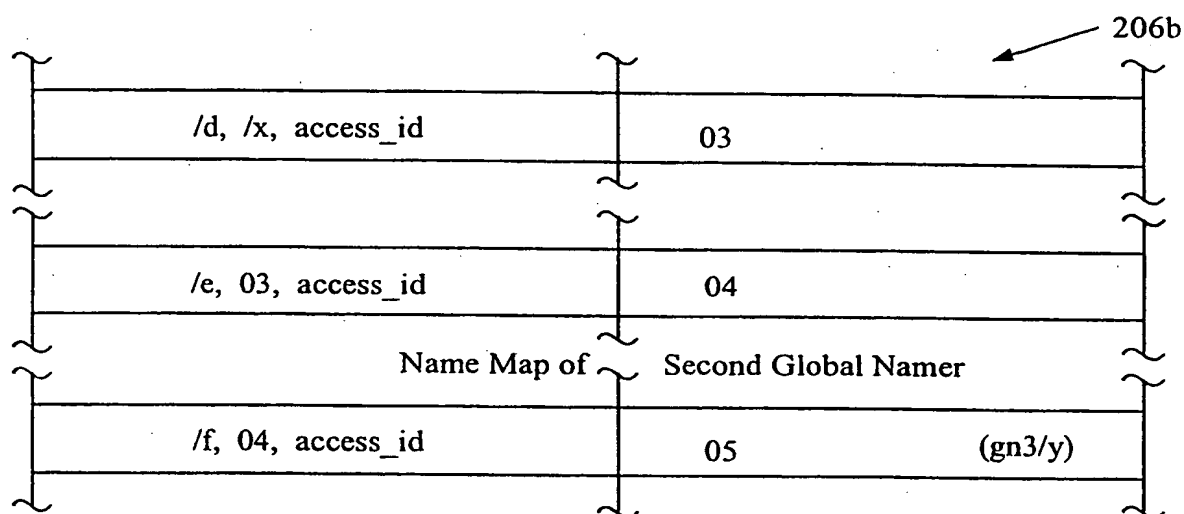 206b
/d, /x, access_id 03
/e, 03, access_id 04
Name Map of Second Global Namer
/f, 04, access_id 05 (gn3/y)